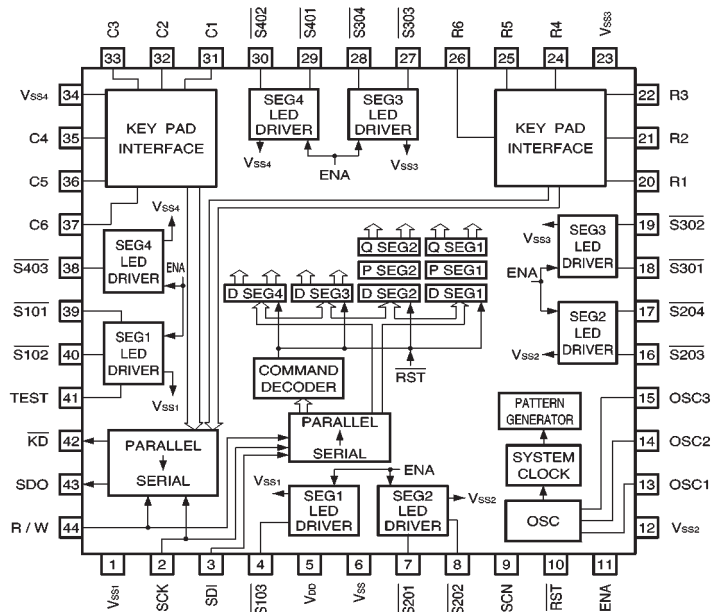 C3 C2 C1 S402 S401 S304 S303 R6 R5 R4 VSS3
33 32 31 30 29 28 27 26 25 24 23
VSS4 34
C4 35
C5 36
C6 37
S403 38
S101 39
S102 40
TEST 41
KD 42
SDO 43
R / W 44
KEY PAD
INTERFACE
SEG4
LED
DRIVER
SEG3
LED
DRIVER
VSS4
ENA
VSS3
KEY PAD
INTERFACE
22 R3
21 R2
20 R1
19 S302
18 S301
17 S204
16 S203
15 OSC3
14 OSC2
13 OSC1
12 VSS2
VSS4
SEG4
LED
DRIVER
ENA
SEG1
LED
DRIVER
VSS1
Q SEG2 Q SEG1
P SEG2 P SEG1
D SEG4 D SEG3 D SEG2 D SEG1
VSS3
SEG3
LED
DRIVER
ENA
SEG2
LED
DRIVER
VSS2
COMMAND
DECODER
RST
PATTERN
GENERATOR
PARALLEL
SERIAL
PARALLEL
SERIAL
SYSTEM
CLOCK
OSC
ENA
VSS1
SEG1
LED
DRIVER
SEG2
LED
DRIVER
VSS2
1 2 3 4 5 6 7 8 9 10 11
VSS1 SCK SDI S103 VDD VSS S201 S202 SCN RST ENA